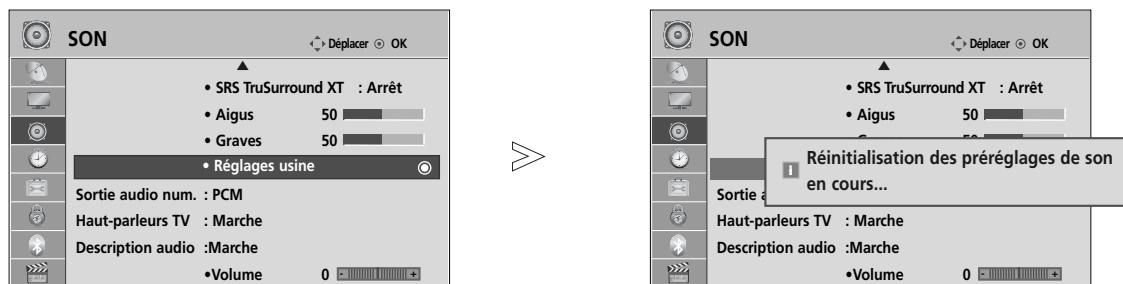 SON
Déplacer OK
• SRS TruSurround XT : Arrêt
• Aigus 50
• Graves 50
• Réglages usine
Sortie audio num. : PCM
Haut-parleurs TV : Marche
Description audio :Marche
•Volume 0 - +
SON
Déplacer OK
• SRS TruSurround XT : Arrêt
• Aigus 50
Réinitialisation des préréglages de son
en cours...
Sortie
Haut-parleurs TV : Marche
Description audio :Marche
•Volume 0 - +